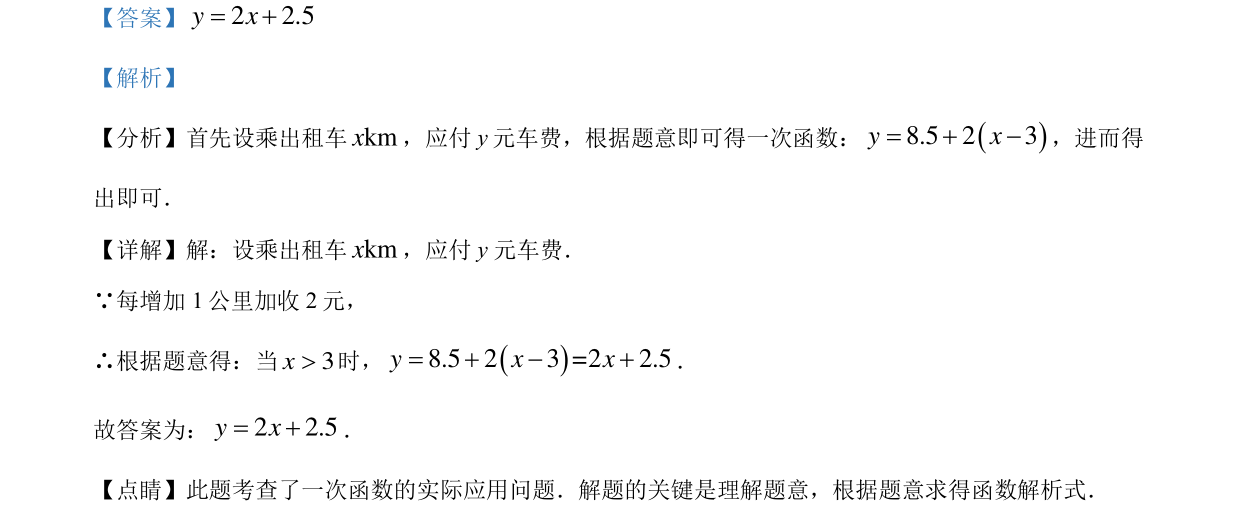 【答案】y=2x+2.5
【解析】
【分析】首先设乘出租车 xkm，应付 y 元车费，根据题意即可得一次函数：y=8.5+2(x−3)，进而得
出即可．
【详解】解：设乘出租车 xkm，应付 y 元车费．
∵每增加 1 公里加收 2 元，
∴根据题意得：当 x>3 时，y=8.5+2(x−3)=2x+2.5．
故答案为：y=2x+2.5．
【点睛】此题考查了一次函数的实际应用问题．解题的关键是理解题意，根据题意求得函数解析式．